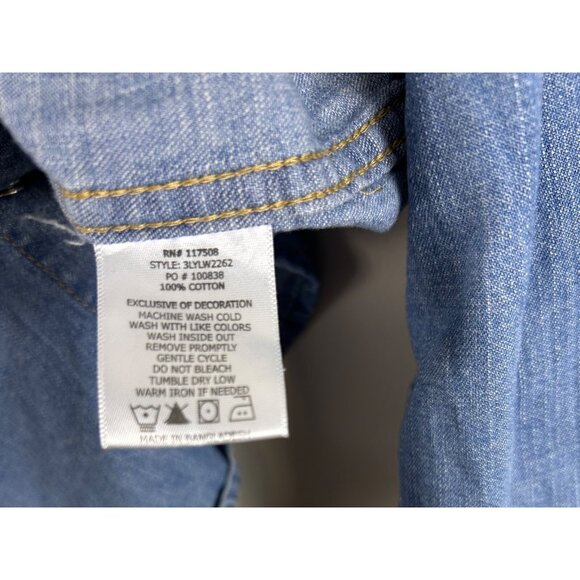 RN# 117508
STYLE: 3LYLW2262
PO # 100838
100% COTTON
EXCLUSIVE OF DECORATION
MACHINE WASH COLD
WASH WITH LIKE COLORS
WASH INSIDE OUT
REMOVE PROMPTLY
GENTLE CYCLE
DO NOT BLEACH
TUMBLE DRY LOW
WARM IRON IF NEEDED
MADE IN BANGLADESH